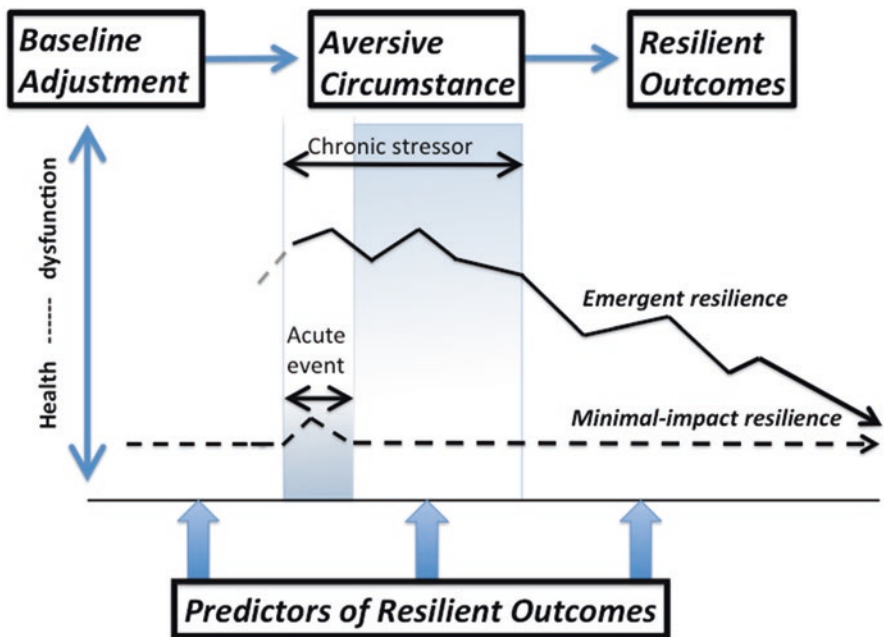 Baseline
Adjustment
Aversive
Circumstance
Resilient
Outcomes
Chronic stressor
Health ------ dysfunction
Emergent resilience
Acute
event
Minimal-impact resilience
Predictors of Resilient Outcomes